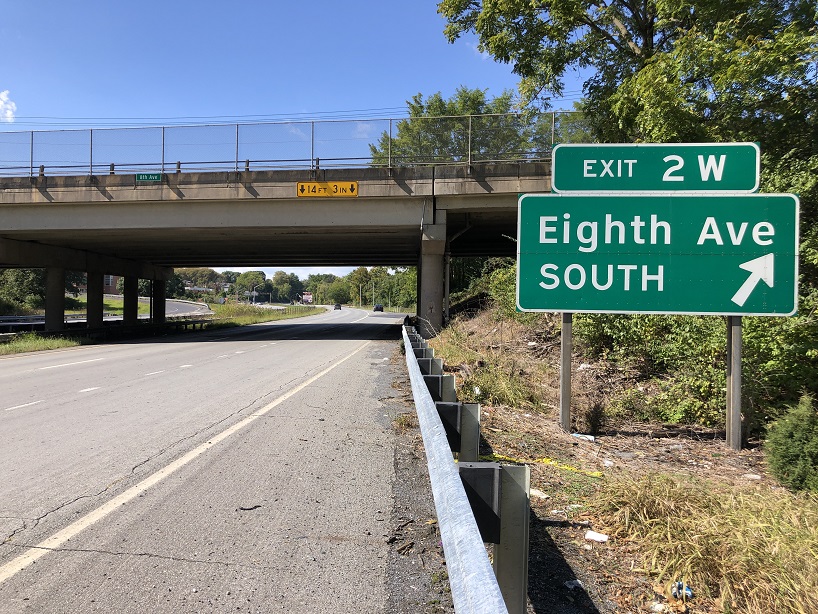 8th Ave
14 FT 3 IN
EXIT 2 W
Eighth Ave
SOUTH